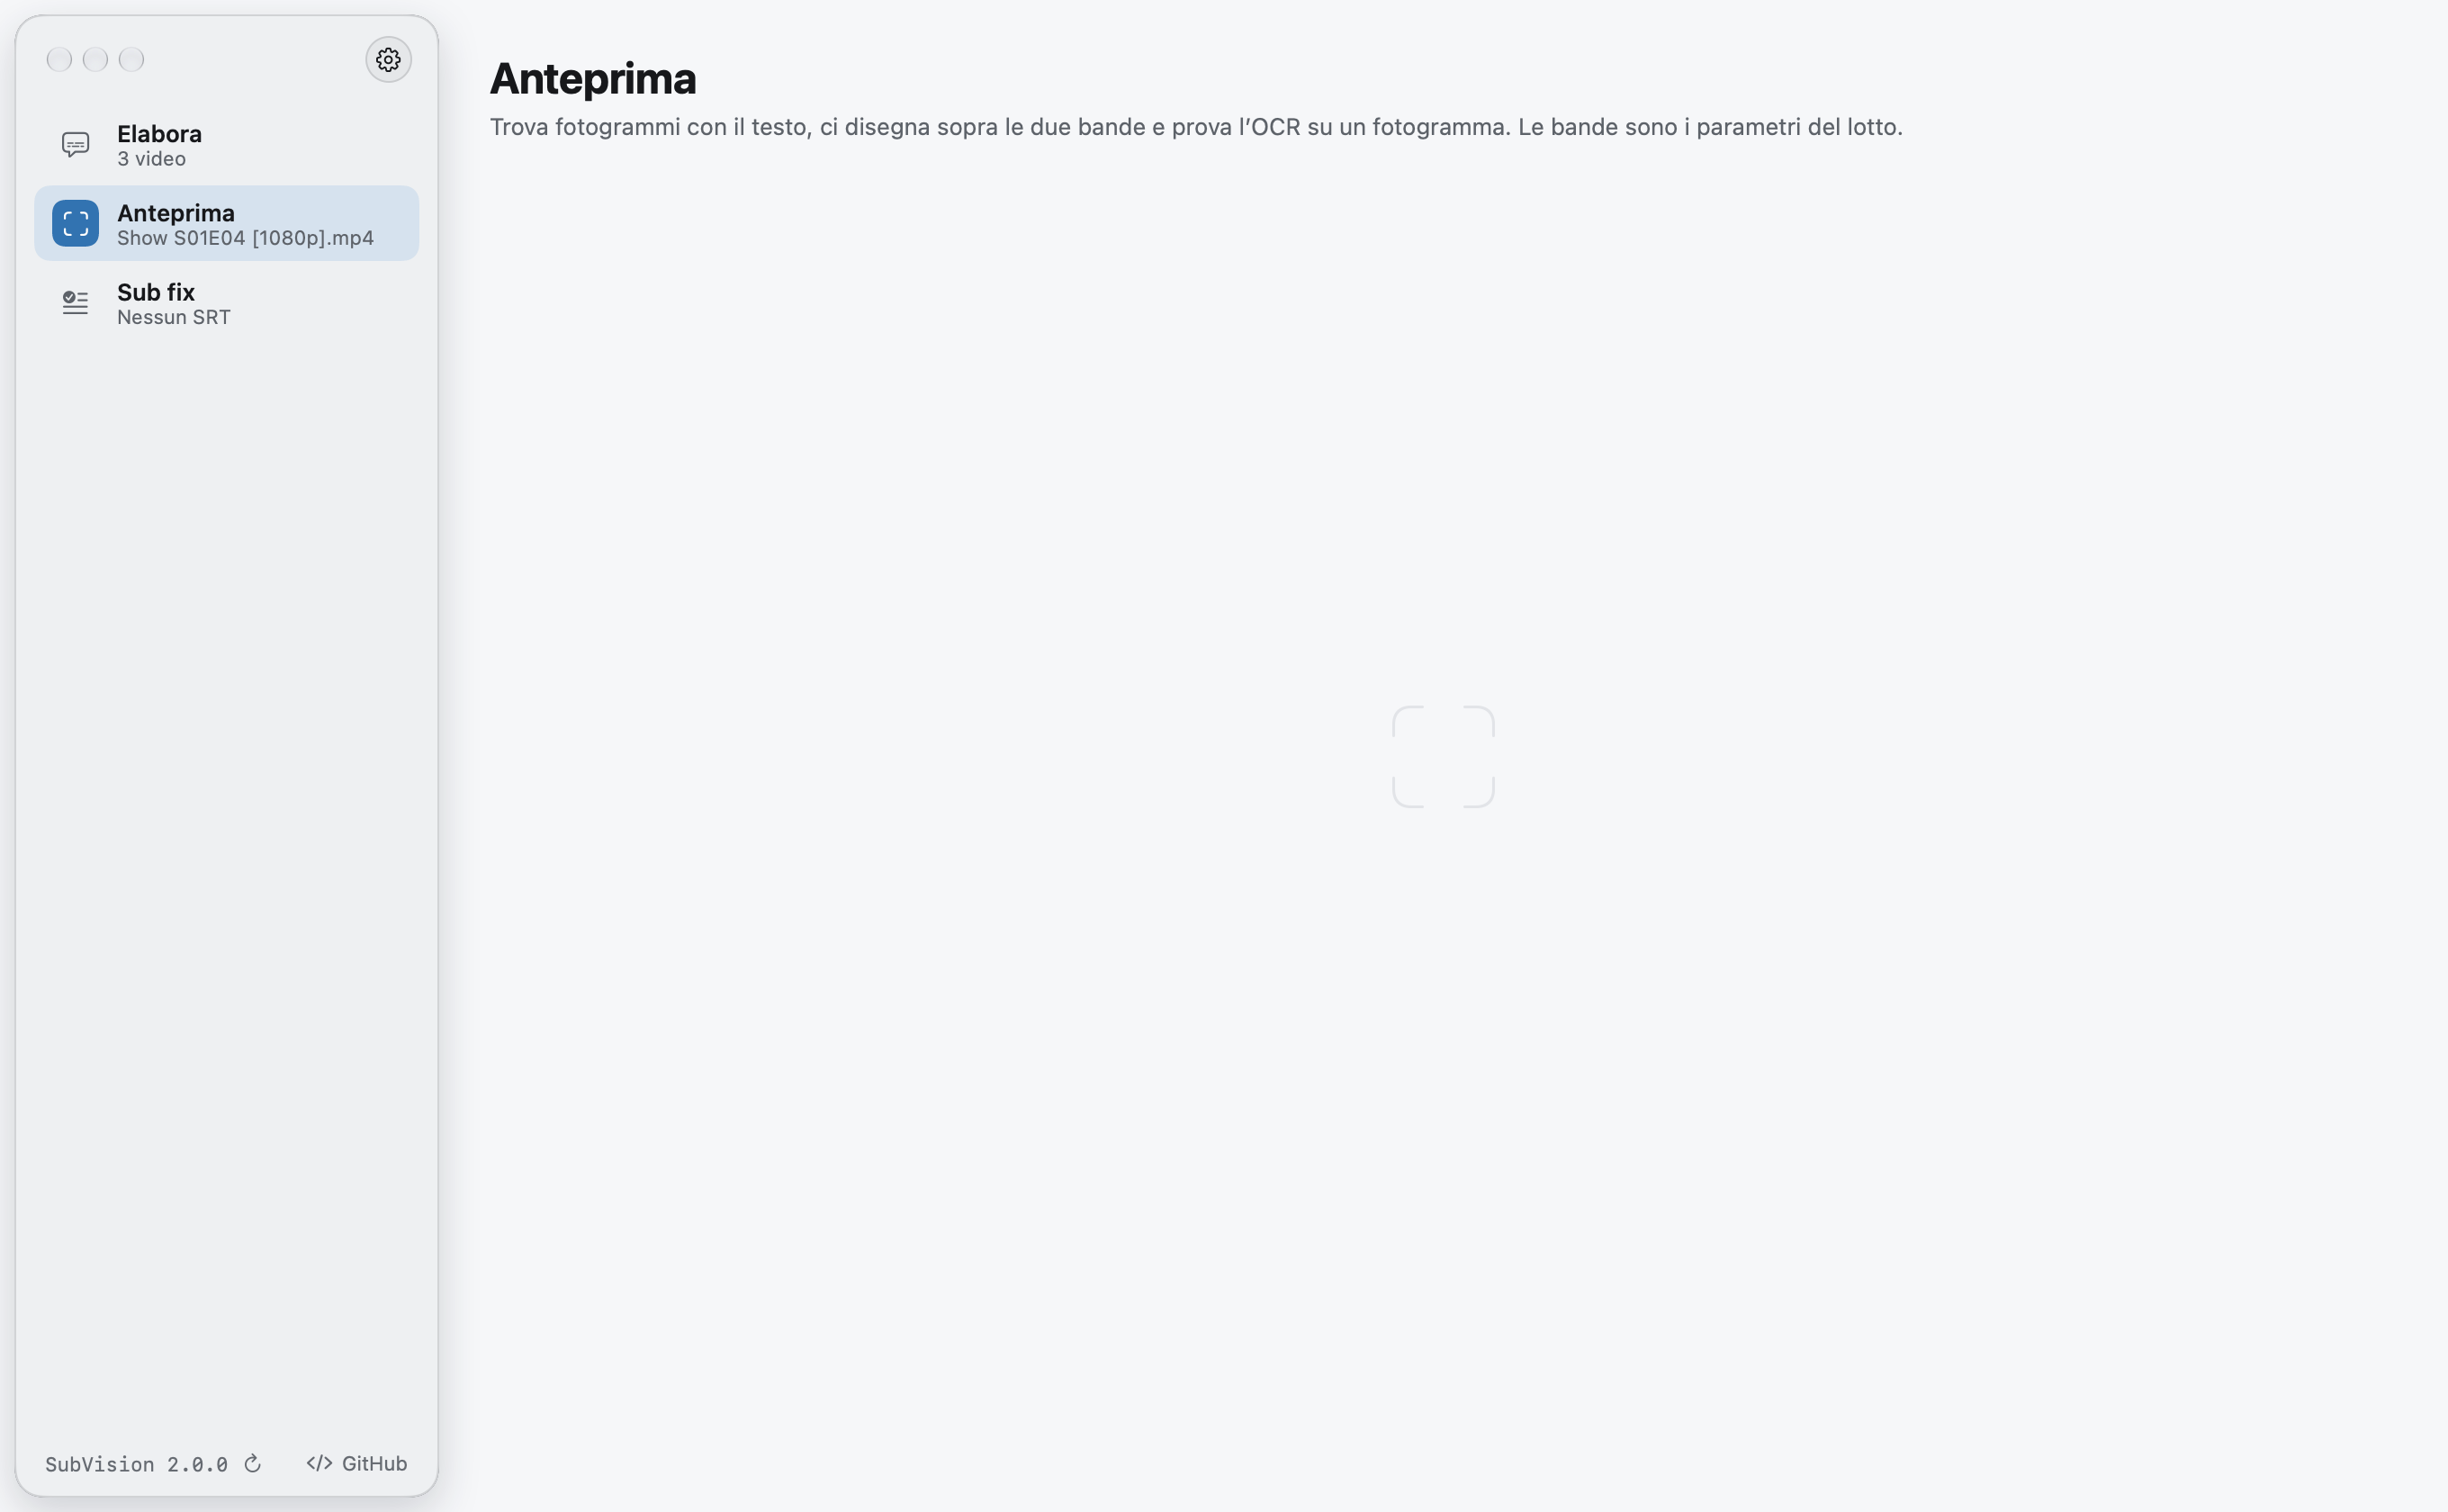 Elabora
3 video
Anteprima
Show S01E04 [1080p].mp4
Sub fix
Nessun SRT
SubVision 2.0.0
</> GitHub
Anteprima
Trova fotogrammi con il testo, ci disegna sopra le due bande e prova l’OCR su un fotogramma. Le bande sono i parametri del lotto.